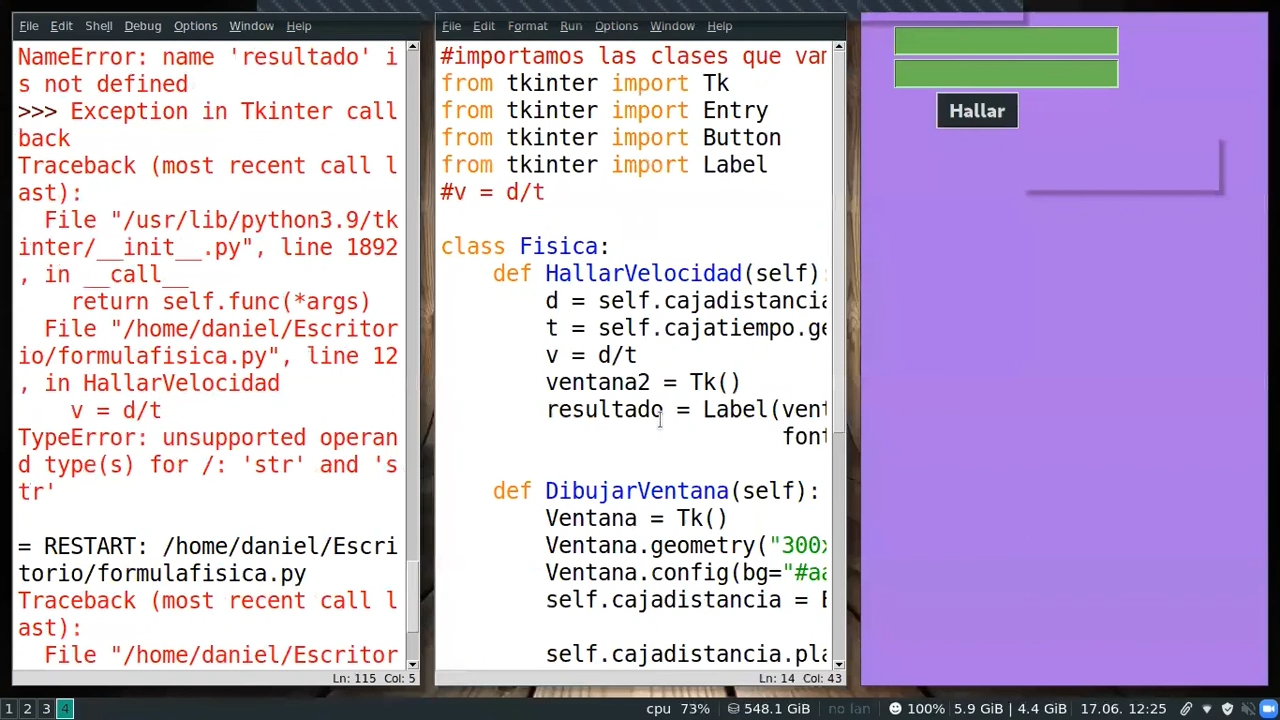 File Edit Shell Debug Options Window Help
NameError: name 'resultado' i
s not defined
>>> Exception in Tkinter call
back
Traceback (most recent call l
ast):
  File "/usr/lib/python3.9/tk
inter/__init__.py", line 1892
, in __call__
    return self.func(*args)
  File "/home/daniel/Escritor
io/formulafisica.py", line 12
, in HallarVelocidad
    v = d/t
TypeError: unsupported operan
d type(s) for /: 'str' and 's
tr'
= RESTART: /home/daniel/Escri
torio/formulafisica.py
Traceback (most recent call l
ast):
  File "/home/daniel/Escritor
Ln: 115 Col: 5
File Edit Format Run Options Window Help
#importamos las clases que van
from tkinter import Tk
from tkinter import Entry
from tkinter import Button
from tkinter import Label
#v = d/t
class Fisica:
    def HallarVelocidad(self):
        d = self.cajadistancia
        t = self.cajatiempo.ge
        v = d/t
        ventana2 = Tk()
        resultado = Label(vent
                          font
    def DibujarVentana(self):
        Ventana = Tk()
        Ventana.geometry("300x
        Ventana.config(bg="#aa
        self.cajadistancia = E
        self.cajadistancia.pla
Ln: 14 Col: 43
Hallar
1 2 3 4 cpu 73% 548.1 GiB no lan 100% 5.9 GiB | 4.4 GiB 17.06. 12:25